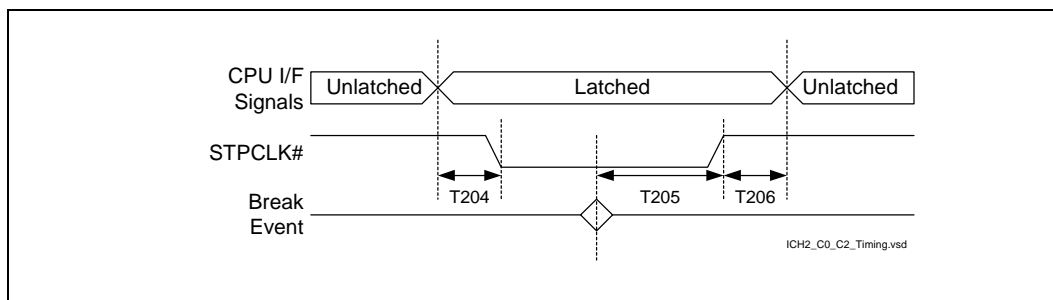 CPU I/F
Signals
Unlatched
Latched
Unlatched
STPCLK#
T204
T205
T206
Break
Event
ICH2_C0_C2_Timing.vsd